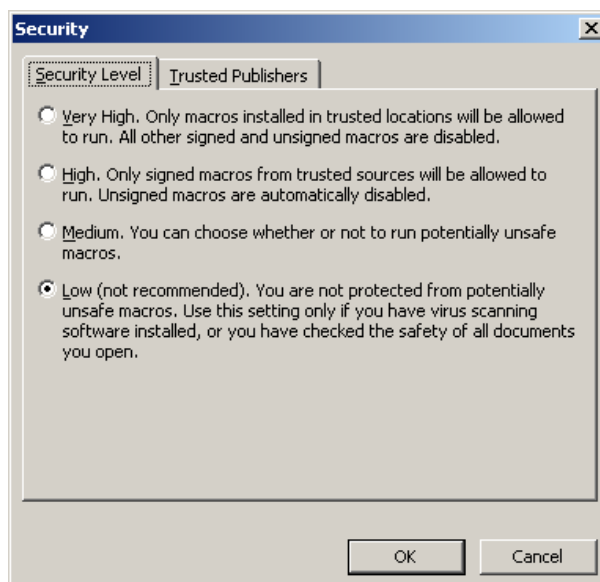 Security
Security Level
Trusted Publishers
Very High. Only macros installed in trusted locations will be allowed
to run. All other signed and unsigned macros are disabled.
High. Only signed macros from trusted sources will be allowed to
run. Unsigned macros are automatically disabled.
Medium. You can choose whether or not to run potentially unsafe
macros.
Low (not recommended). You are not protected from potentially
unsafe macros. Use this setting only if you have virus scanning
software installed, or you have checked the safety of all documents
you open.
OK
Cancel